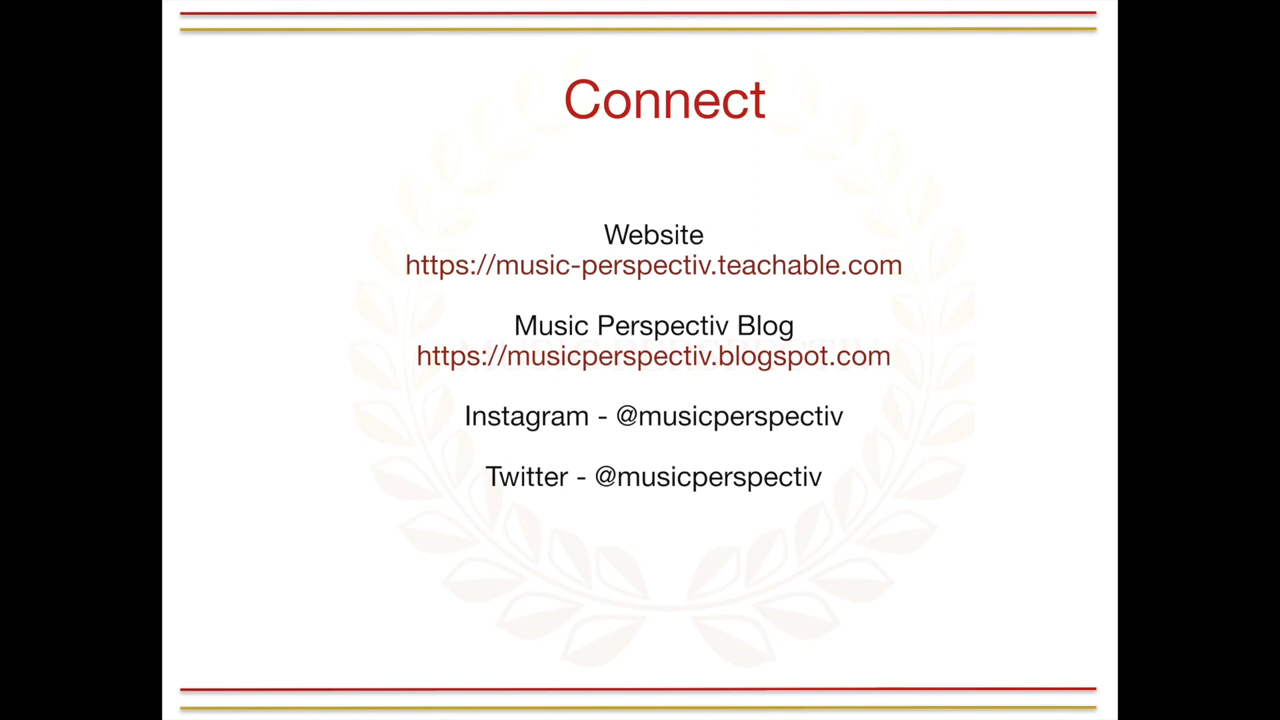 Connect
Website
https://music-perspectiv.teachable.com
Music Perspectiv Blog
https://musicperspectiv.blogspot.com
Instagram - @musicperspectiv
Twitter - @musicperspectiv